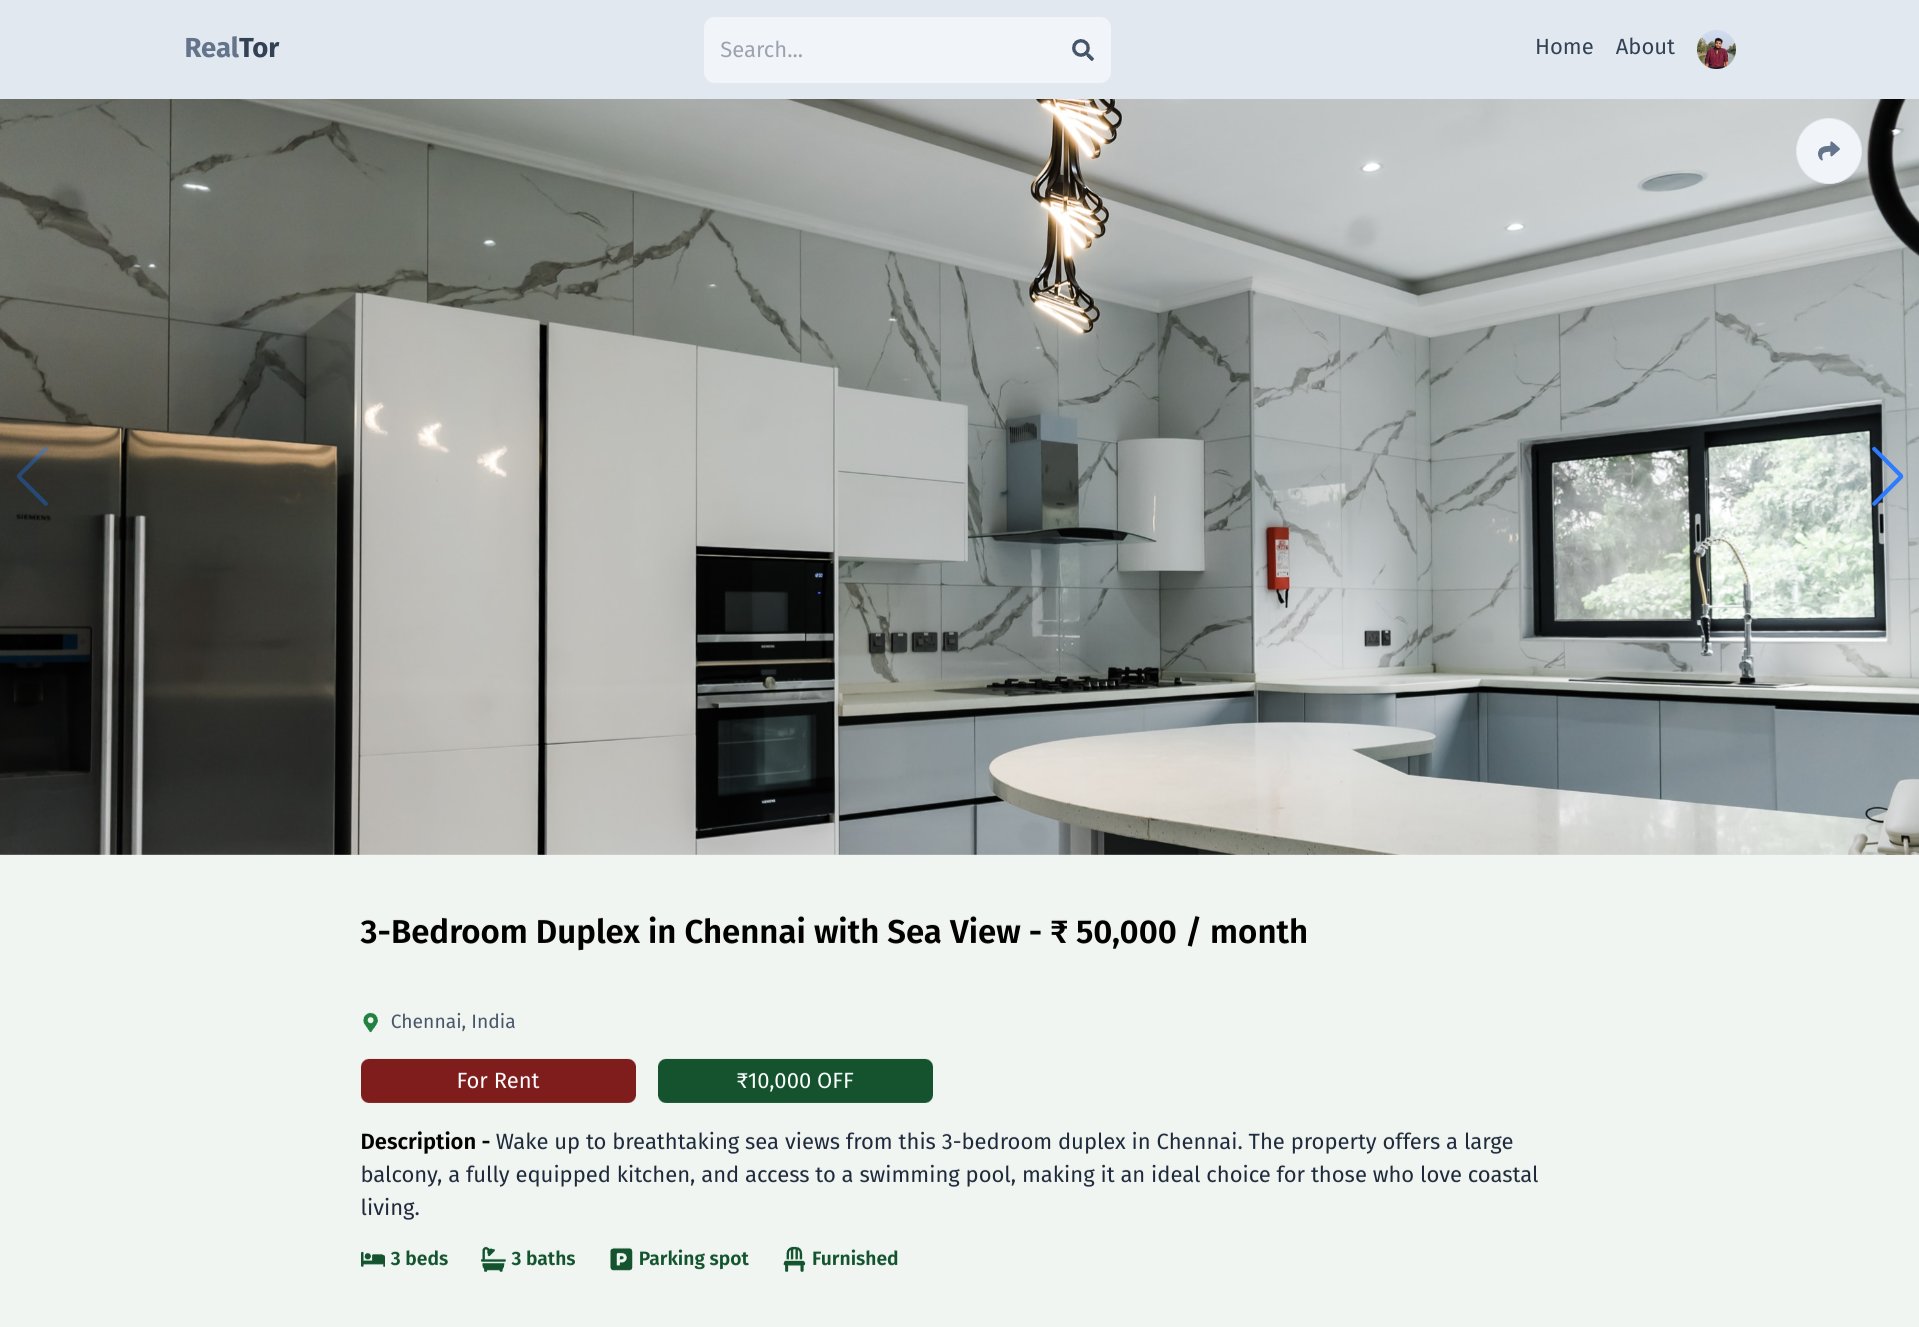 RealTor
Search...
Home
About
SIEMENS
3-Bedroom Duplex in Chennai with Sea View - ₹ 50,000 / month
Chennai, India
For Rent
₹10,000 OFF
Description - Wake up to breathtaking sea views from this 3-bedroom duplex in Chennai. The property offers a large
balcony, a fully equipped kitchen, and access to a swimming pool, making it an ideal choice for those who love coastal
living.
3 beds
3 baths
Parking spot
Furnished